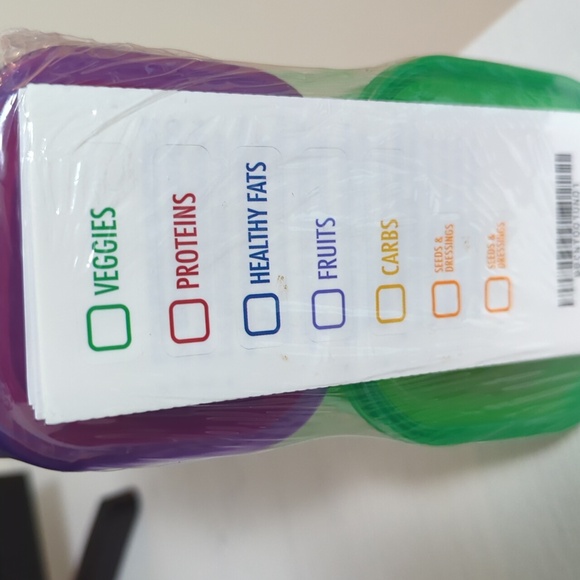 VEGGIES
PROTEINS
HEALTHY FATS
FRUITS
CARBS
SEEDS &
DRESSINGS
SEEDS &
DRESSINGS